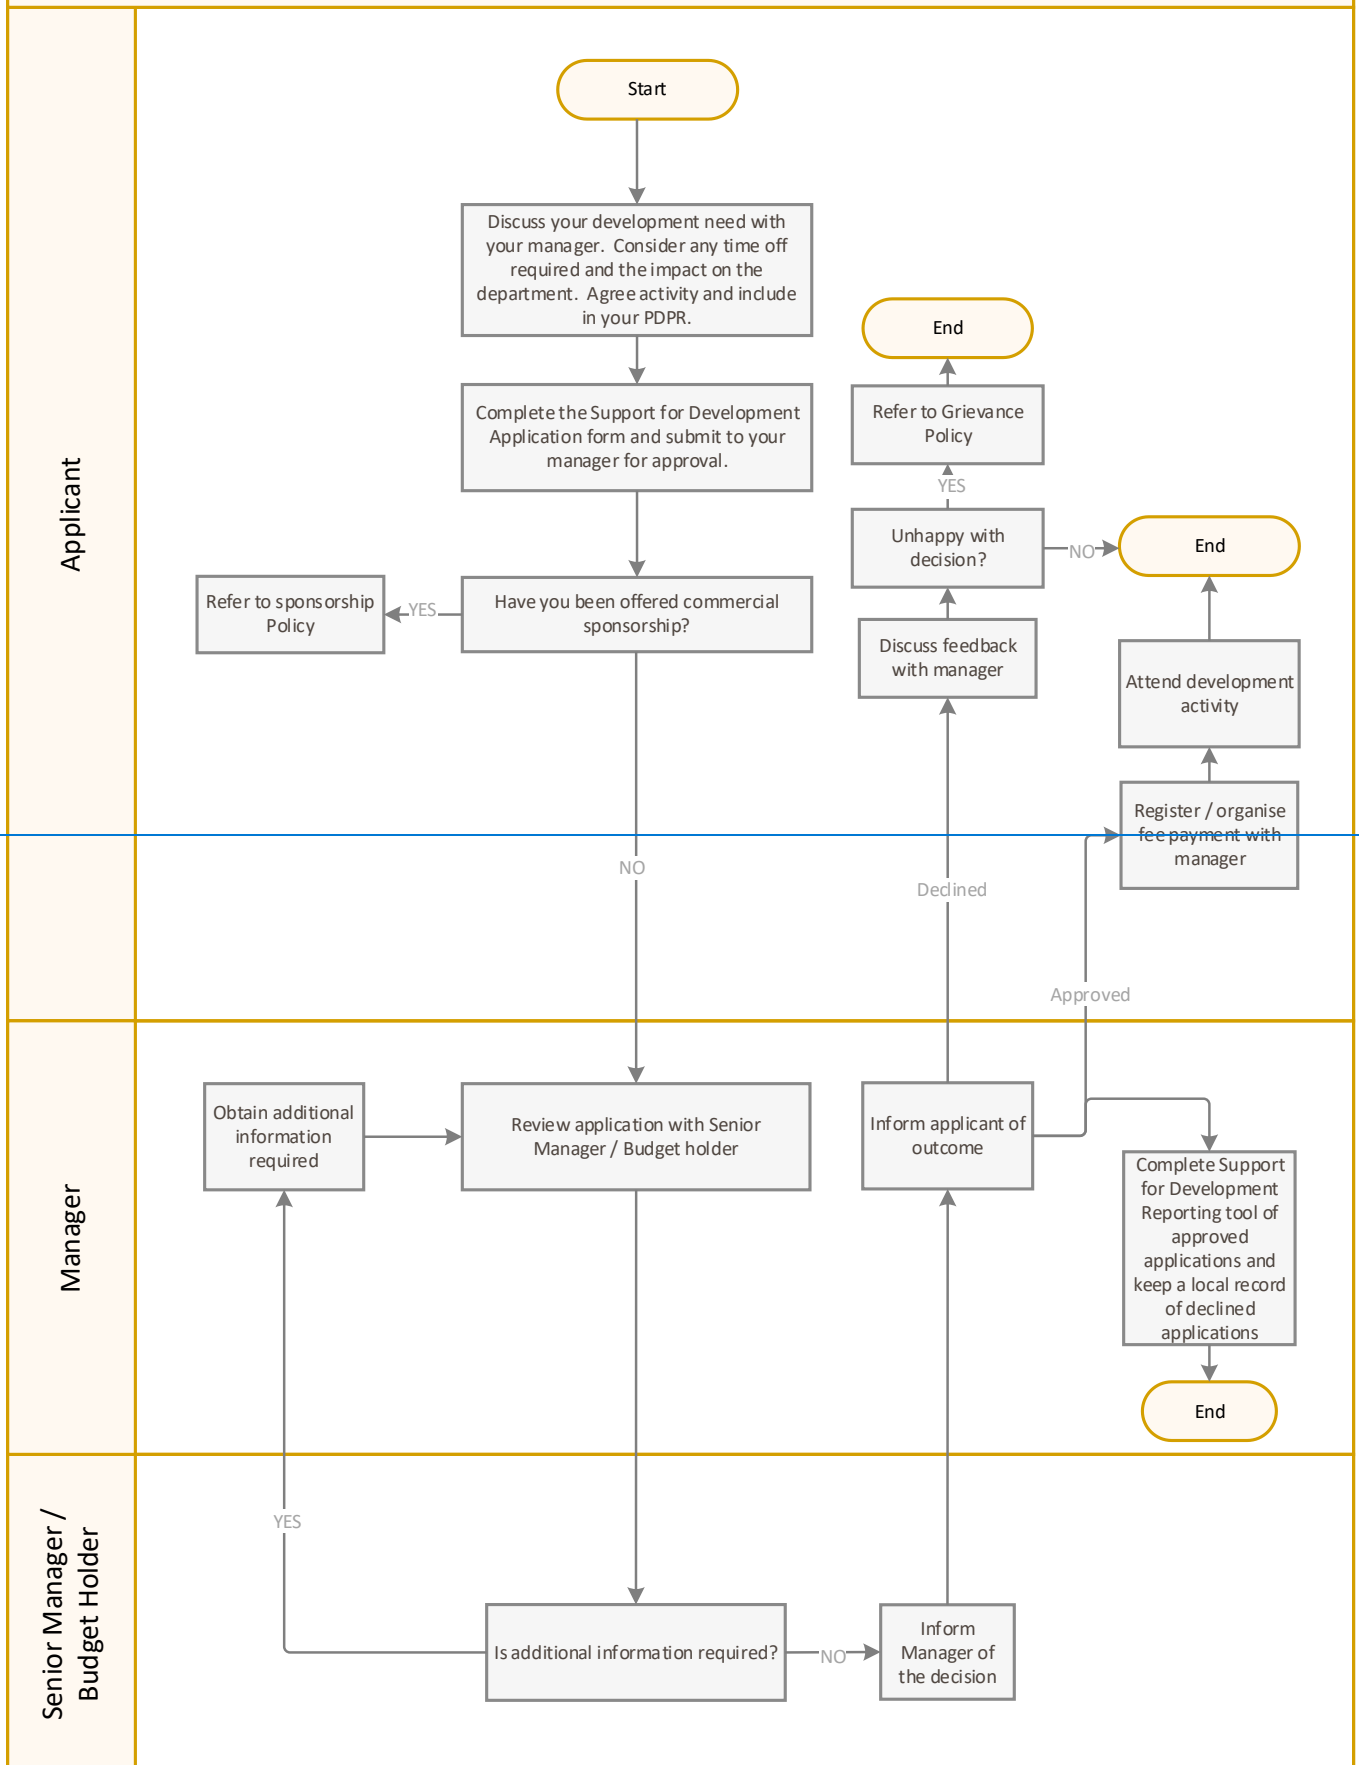 Applicant
Start
Discuss your development need with
your manager.  Consider any time off
required and the impact on the
department.  Agree activity and include
in your PDPR.
Complete the Support for Development
Application form and submit to your
manager for approval.
Have you been offered commercial
sponsorship?
YES
Refer to sponsorship
Policy
NO
End
Refer to Grievance
Policy
YES
Unhappy with
decision?
NO
End
Discuss feedback
with manager
Attend development
activity
Register / organise
fee payment with
manager
Declined
Approved
Manager
Obtain additional
information
required
Review application with Senior
Manager / Budget holder
Inform applicant of
outcome
Complete Support
for Development
Reporting tool of
approved
applications and
keep a local record
of declined
applications
End
Senior Manager /
Budget Holder
YES
Is additional information required?
NO
Inform
Manager of
the decision